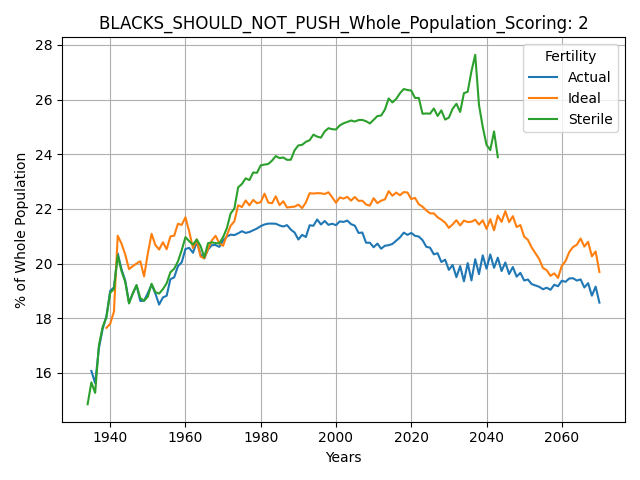 BLACKS_SHOULD_NOT_PUSH_Whole_Population_Scoring: 2
% of Whole Population
28
26
24
22
20
18
16
Fertility
Actual
Ideal
Sterile
1940 1960 1980 2000 2020 2040 2060
Years